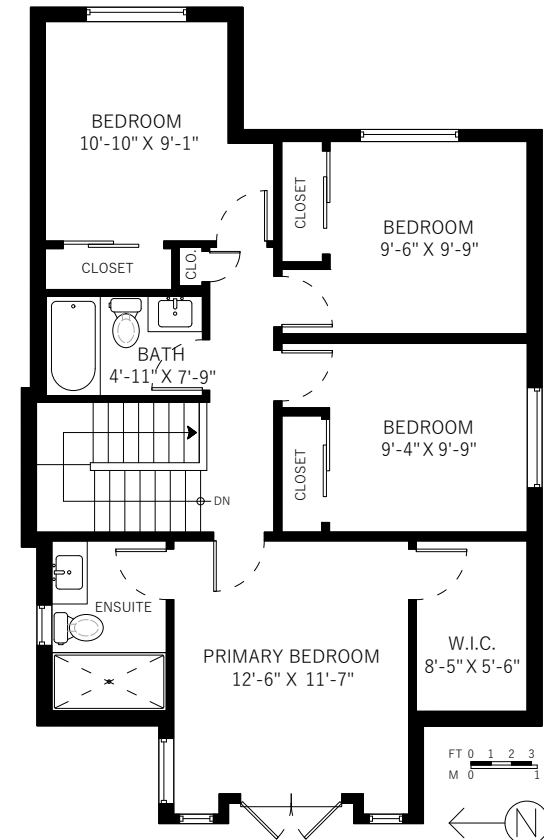 BEDROOM
10'-10" X 9'-1"
CLOSET
BEDROOM
9'-6" X 9'-9"
CLOSET
CLO.
BATH
4'-11" X 7'-9"
BEDROOM
9'-4" X 9'-9"
CLOSET
DN
ENSUITE
PRIMARY BEDROOM
12'-6" X 11'-7"
W.I.C.
8'-5" X 5'-6"
FT 0 1 2 3
M 0 1
N